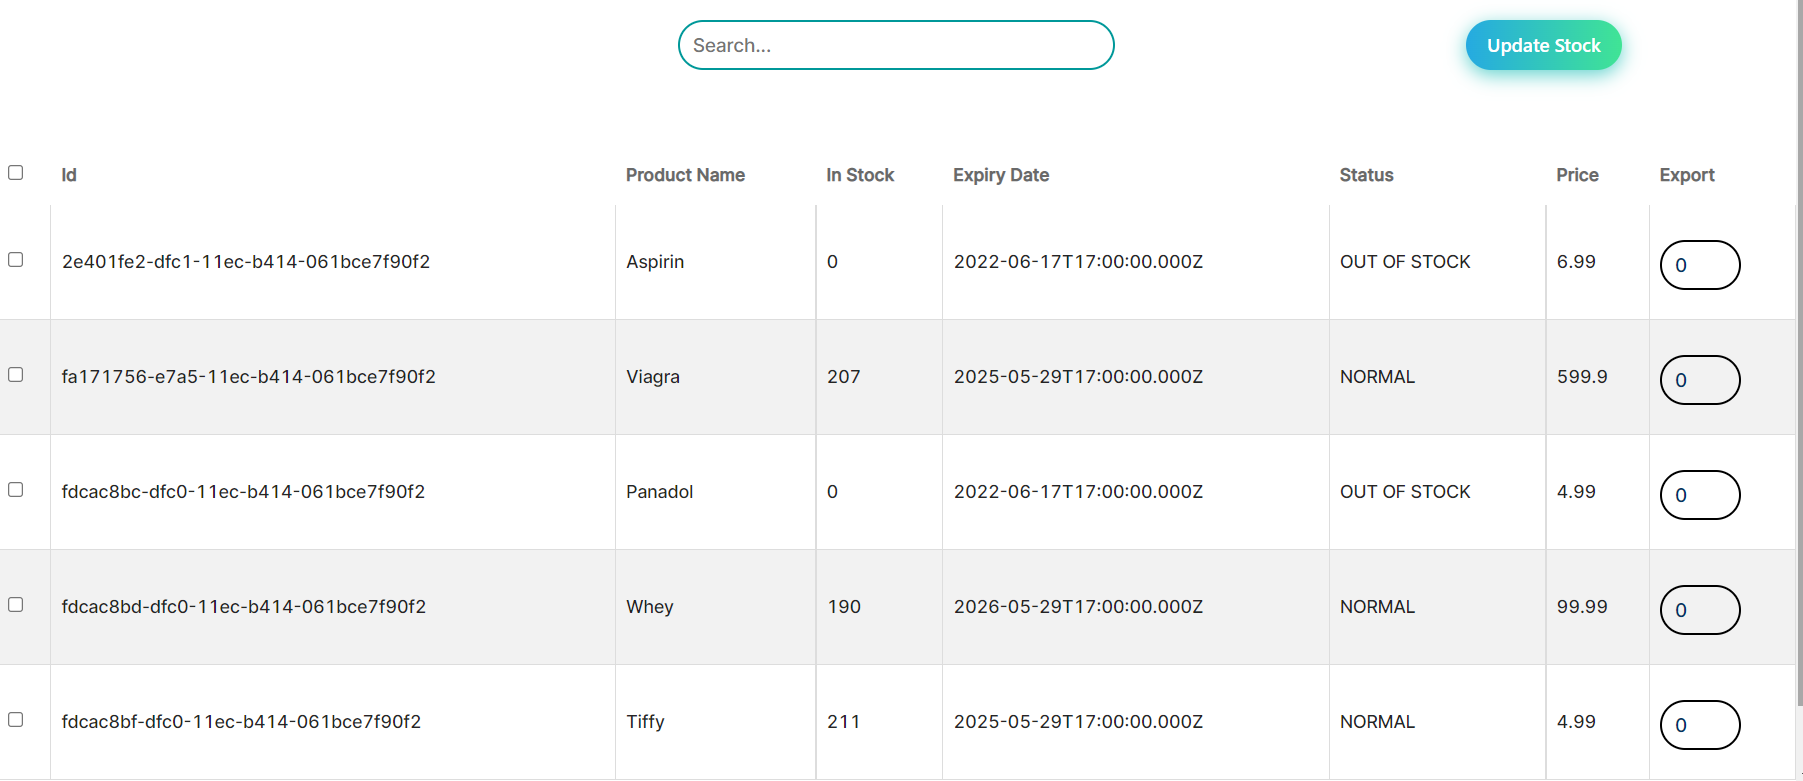 Search...
Update Stock
Id Product Name In Stock Expiry Date Status Price Export
2e401fe2-dfc1-11ec-b414-061bce7f90f2 Aspirin 0 2022-06-17T17:00:00.000Z OUT OF STOCK 6.99 0
fa171756-e7a5-11ec-b414-061bce7f90f2 Viagra 207 2025-05-29T17:00:00.000Z NORMAL 599.9 0
fdcac8bc-dfc0-11ec-b414-061bce7f90f2 Panadol 0 2022-06-17T17:00:00.000Z OUT OF STOCK 4.99 0
fdcac8bd-dfc0-11ec-b414-061bce7f90f2 Whey 190 2026-05-29T17:00:00.000Z NORMAL 99.99 0
fdcac8bf-dfc0-11ec-b414-061bce7f90f2 Tiffy 211 2025-05-29T17:00:00.000Z NORMAL 4.99 0